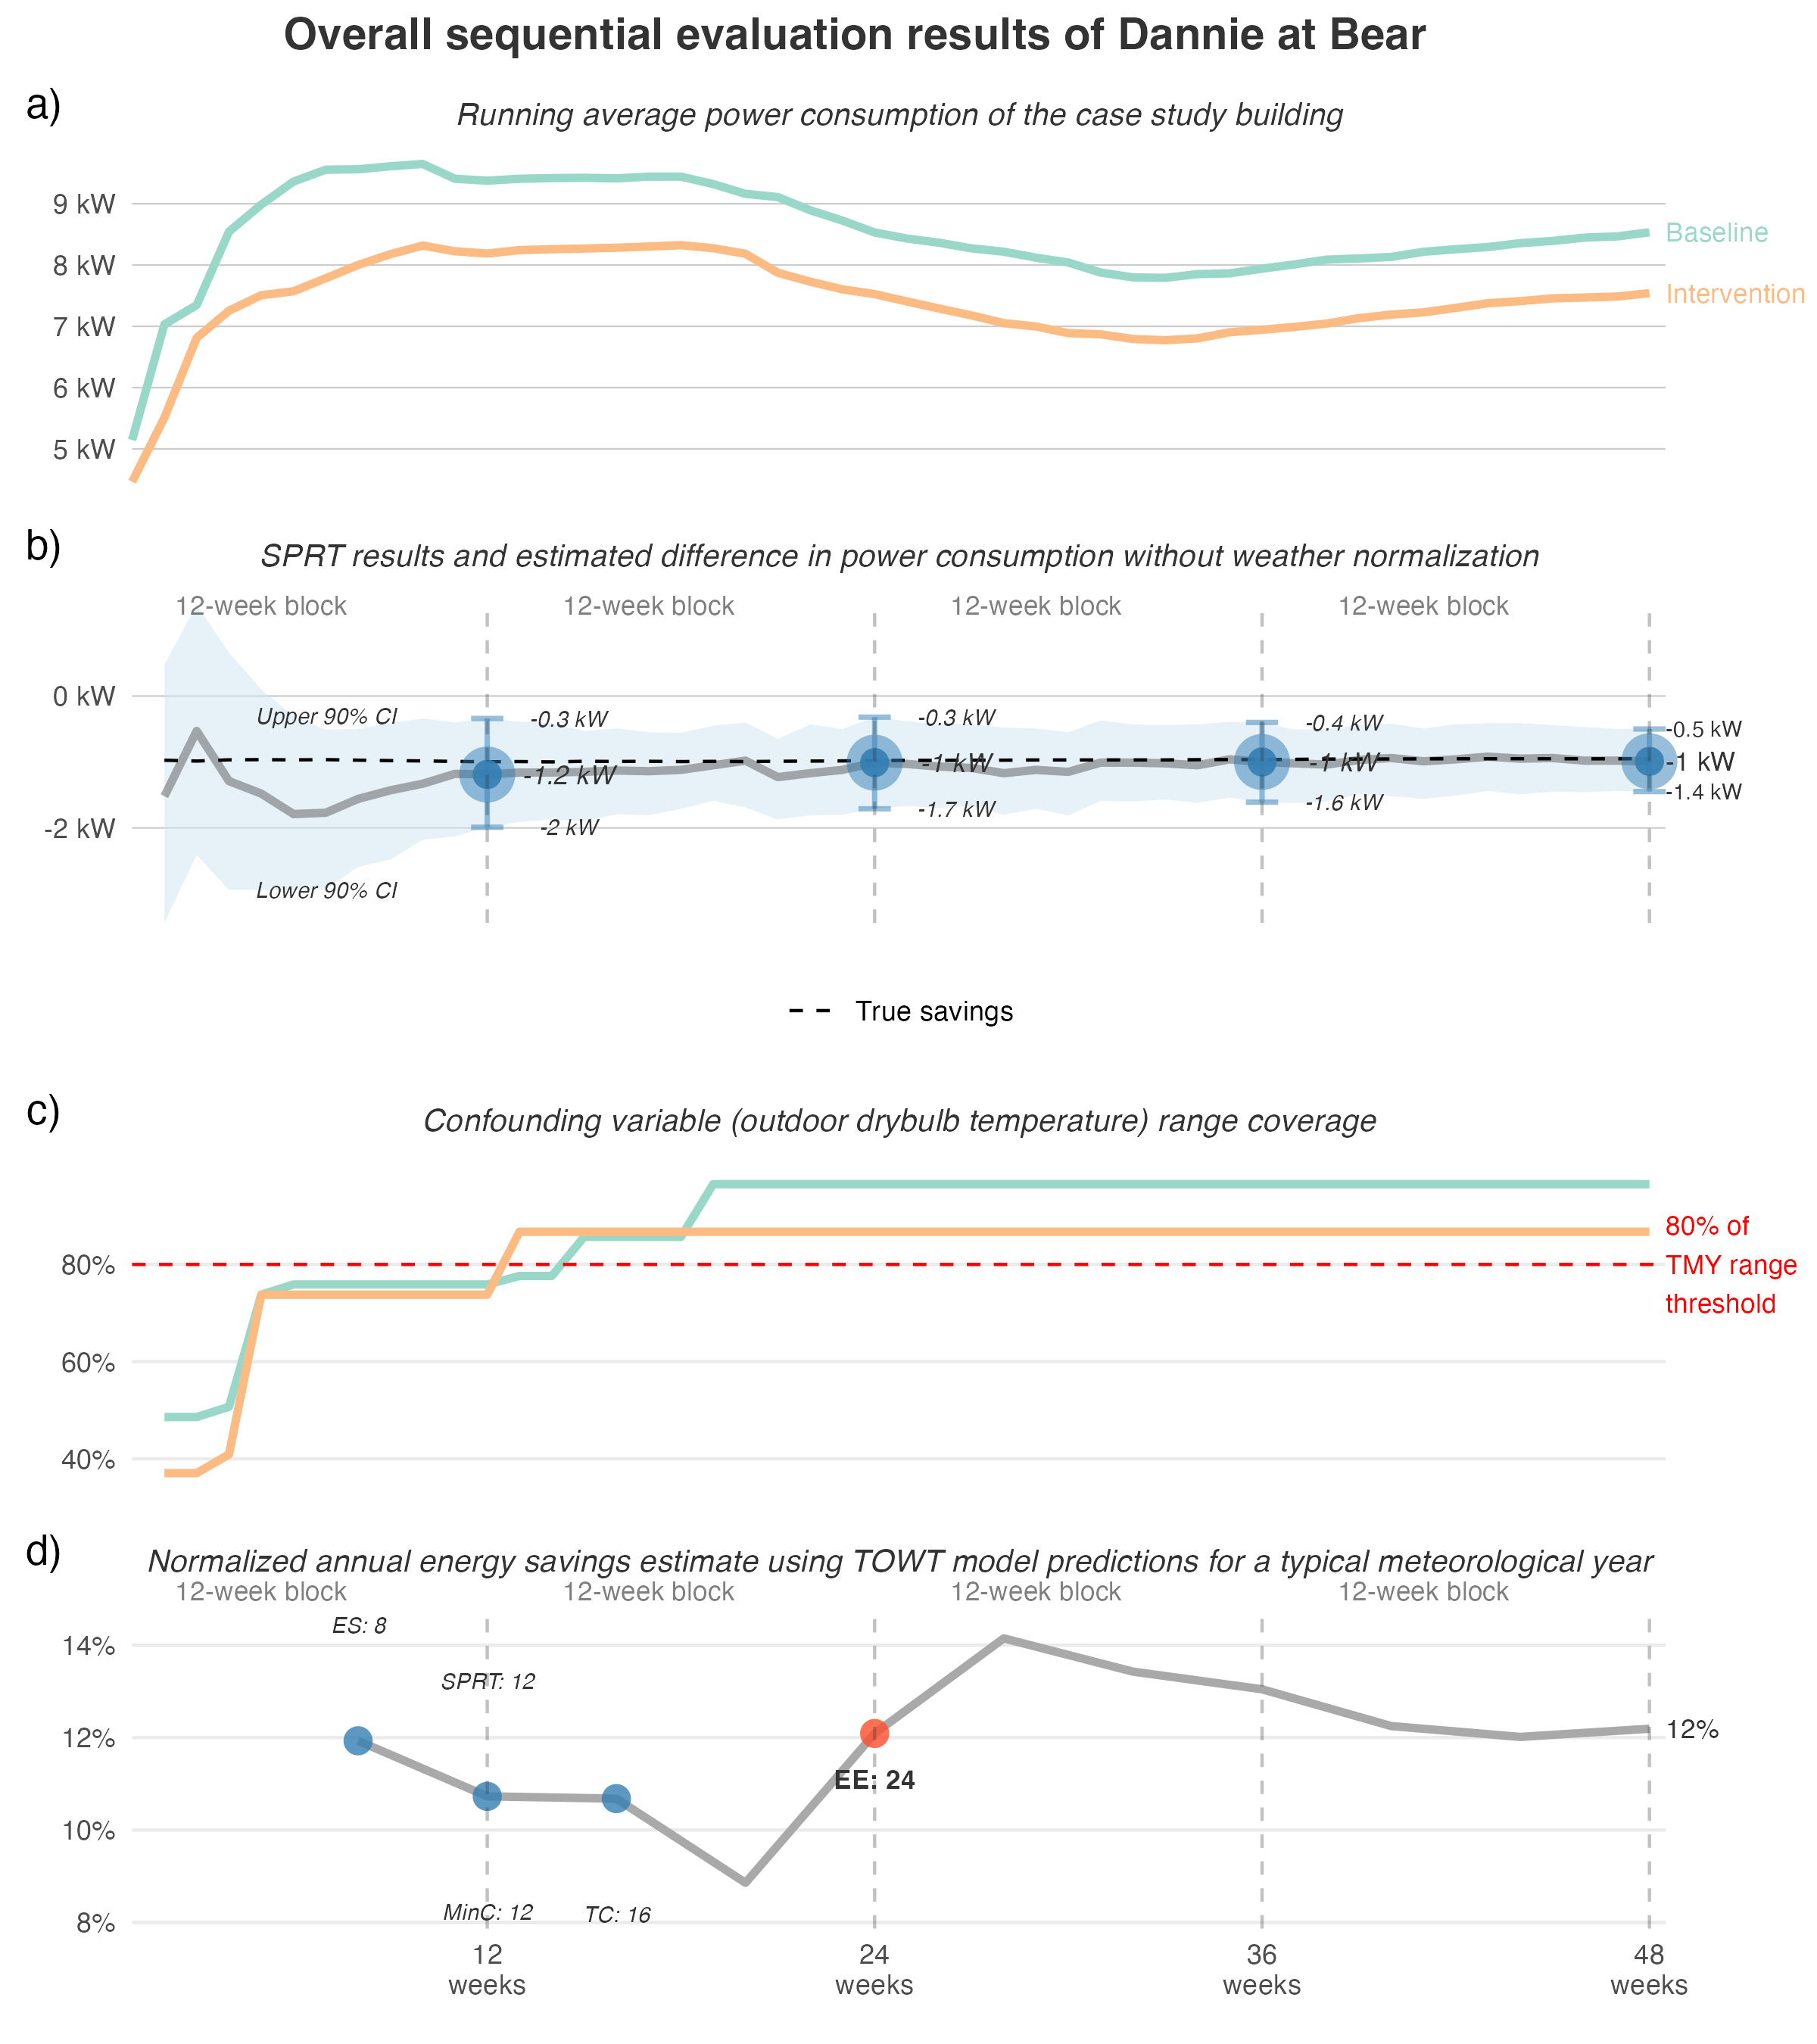 Overall sequential evaluation results of Dannie at Bear
a)
Running average power consumption of the case study building
9 kW
8 kW
7 kW
6 kW
5 kW
Baseline
Intervention
b)
SPRT results and estimated difference in power consumption without weather normalization
12-week block 12-week block 12-week block 12-week block
0 kW
-2 kW
Upper 90% CI
Lower 90% CI
-0.3 kW
-1.2 kW
-2 kW
-0.3 kW
-1 kW
-1.7 kW
-0.4 kW
-1 kW
-1.6 kW
-0.5 kW
-1 kW
-1.4 kW
True savings
c)
Confounding variable (outdoor drybulb temperature) range coverage
80%
60%
40%
80% of
TMY range
threshold
d)
Normalized annual energy savings estimate using TOWT model predictions for a typical meteorological year
12-week block 12-week block 12-week block 12-week block
14%
12%
10%
8%
ES: 8
SPRT: 12
MinC: 12
TC: 16
EE: 24
12%
12
weeks
24
weeks
36
weeks
48
weeks